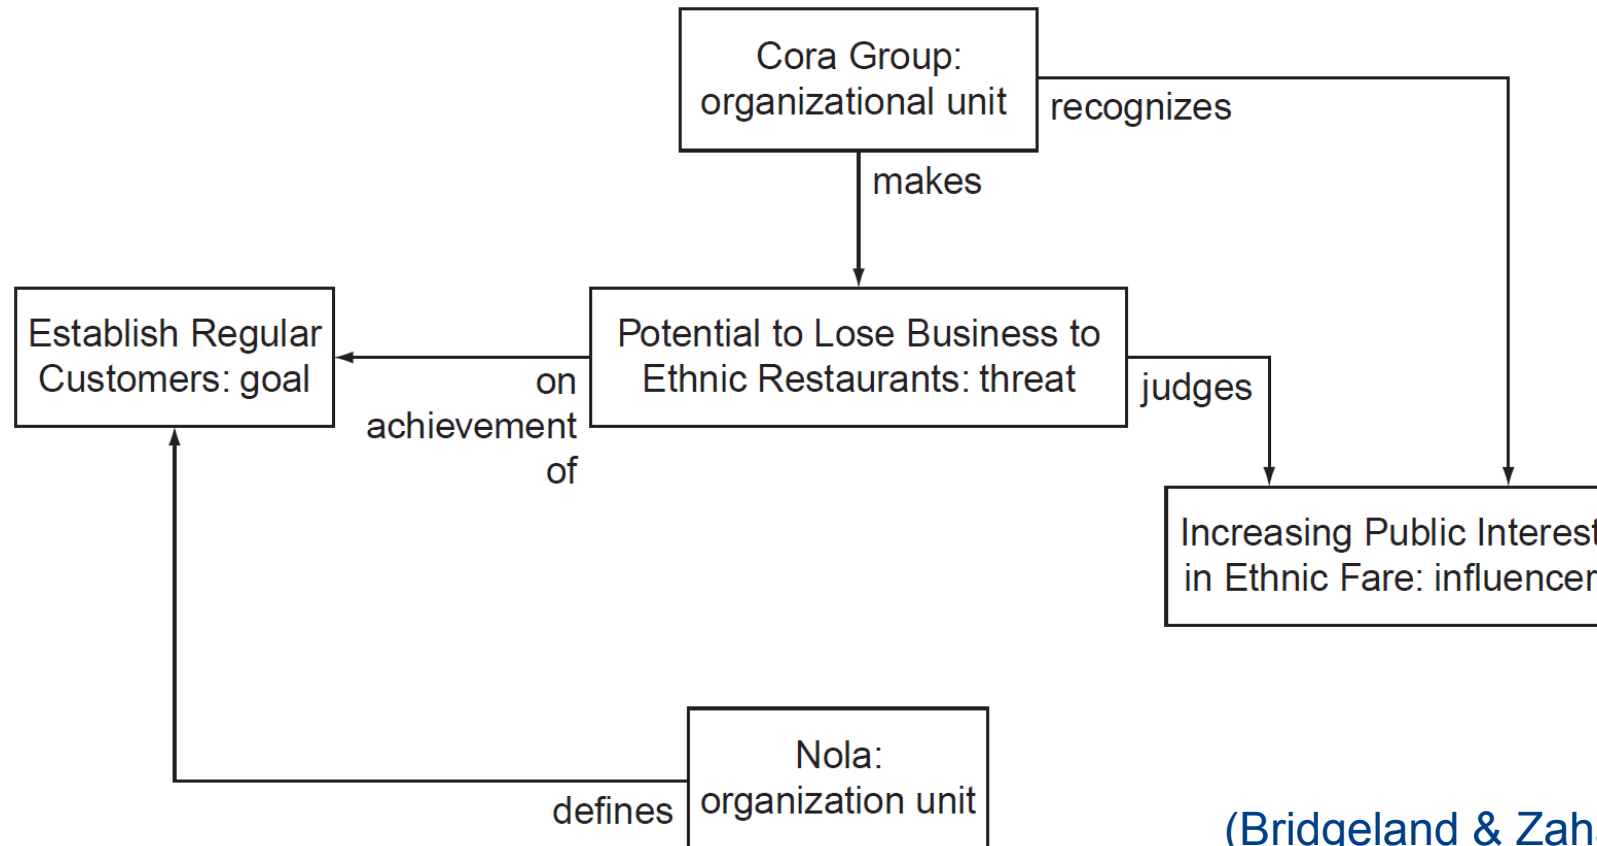 Cora Group:
organizational unit
recognizes
makes
Establish Regular
Customers: goal
on
achievement
of
Potential to Lose Business to
Ethnic Restaurants: threat
judges
Increasing Public Interest
in Ethnic Fare: influencer
Nola:
organization unit
defines
(Bridgeland &